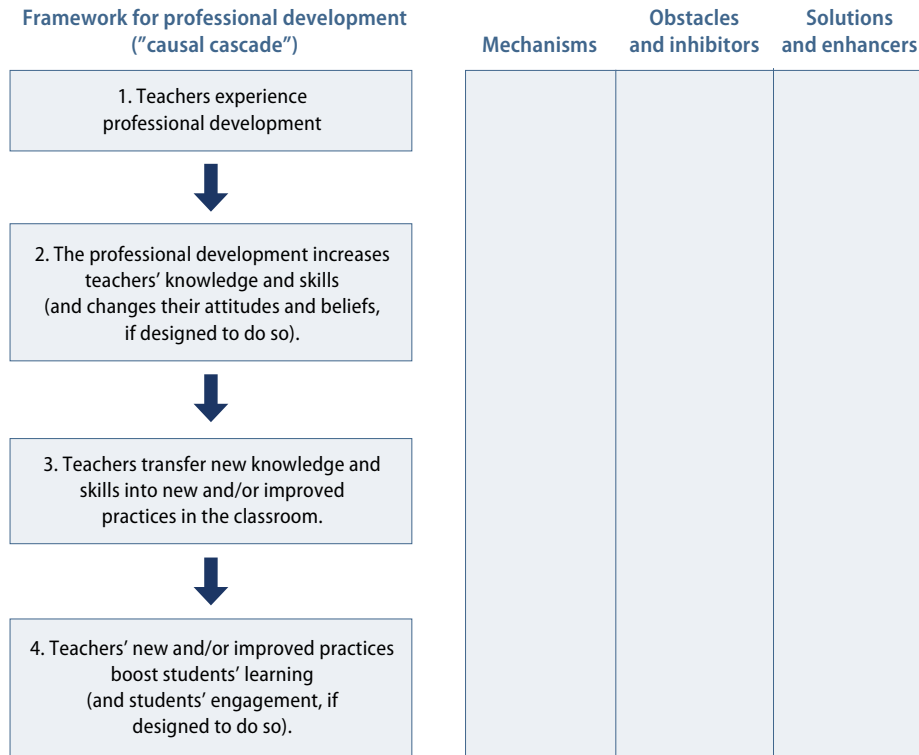 Framework for professional development
(”causal cascade”)
Mechanisms
Obstacles
and inhibitors
Solutions
and enhancers
1. Teachers experience
professional development
2. The professional development increases
teachers’ knowledge and skills
(and changes their attitudes and beliefs,
if designed to do so).
3. Teachers transfer new knowledge and
skills into new and/or improved
practices in the classroom.
4. Teachers’ new and/or improved practices
boost students’ learning
(and students’ engagement, if
designed to do so).